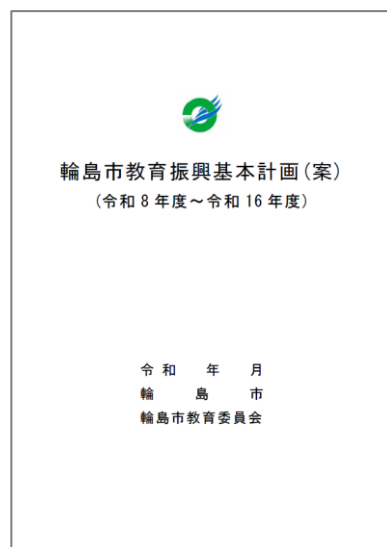 輪島市教育振興基本計画(案)
(令和8年度~令和16年度)
令和　年　月
輪島市
輪島市教育委員会